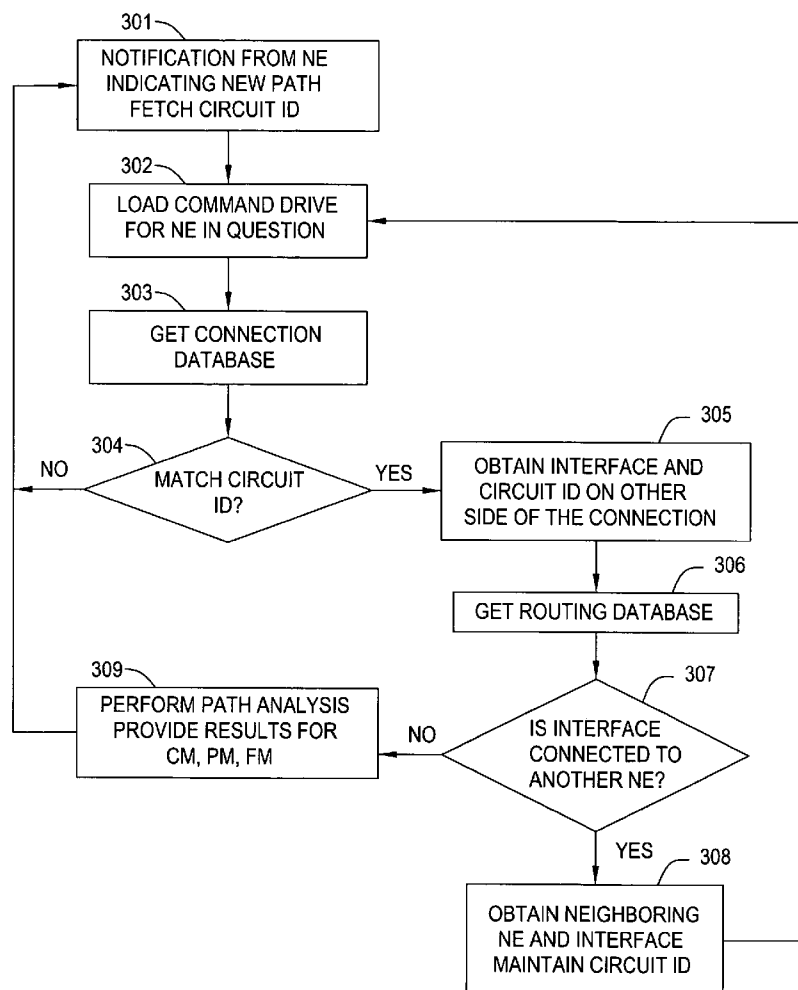 301
NOTIFICATION FROM NE
INDICATING NEW PATH
FETCH CIRCUIT ID
302
LOAD COMMAND DRIVE
FOR NE IN QUESTION
303
GET CONNECTION
DATABASE
304
MATCH CIRCUIT
ID?
NO
YES
305
OBTAIN INTERFACE AND
CIRCUIT ID ON OTHER
SIDE OF THE CONNECTION
306
GET ROUTING DATABASE
307
IS INTERFACE
CONNECTED TO
ANOTHER NE?
NO
YES
309
PERFORM PATH ANALYSIS
PROVIDE RESULTS FOR
CM, PM, FM
308
OBTAIN NEIGHBORING
NE AND INTERFACE
MAINTAIN CIRCUIT ID